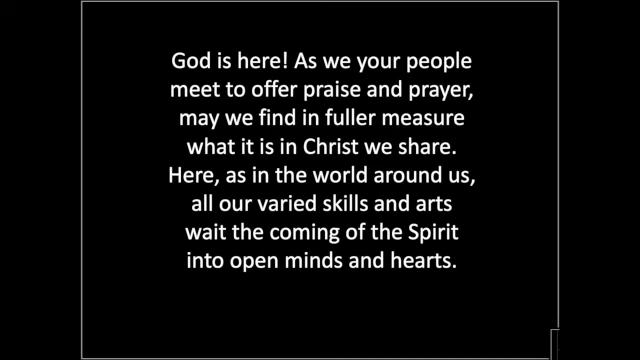 God is here! As we your people
meet to offer praise and prayer,
may we find in fuller measure
what it is in Christ we share.
Here, as in the world around us,
all our varied skills and arts
wait the coming of the Spirit
into open minds and hearts.